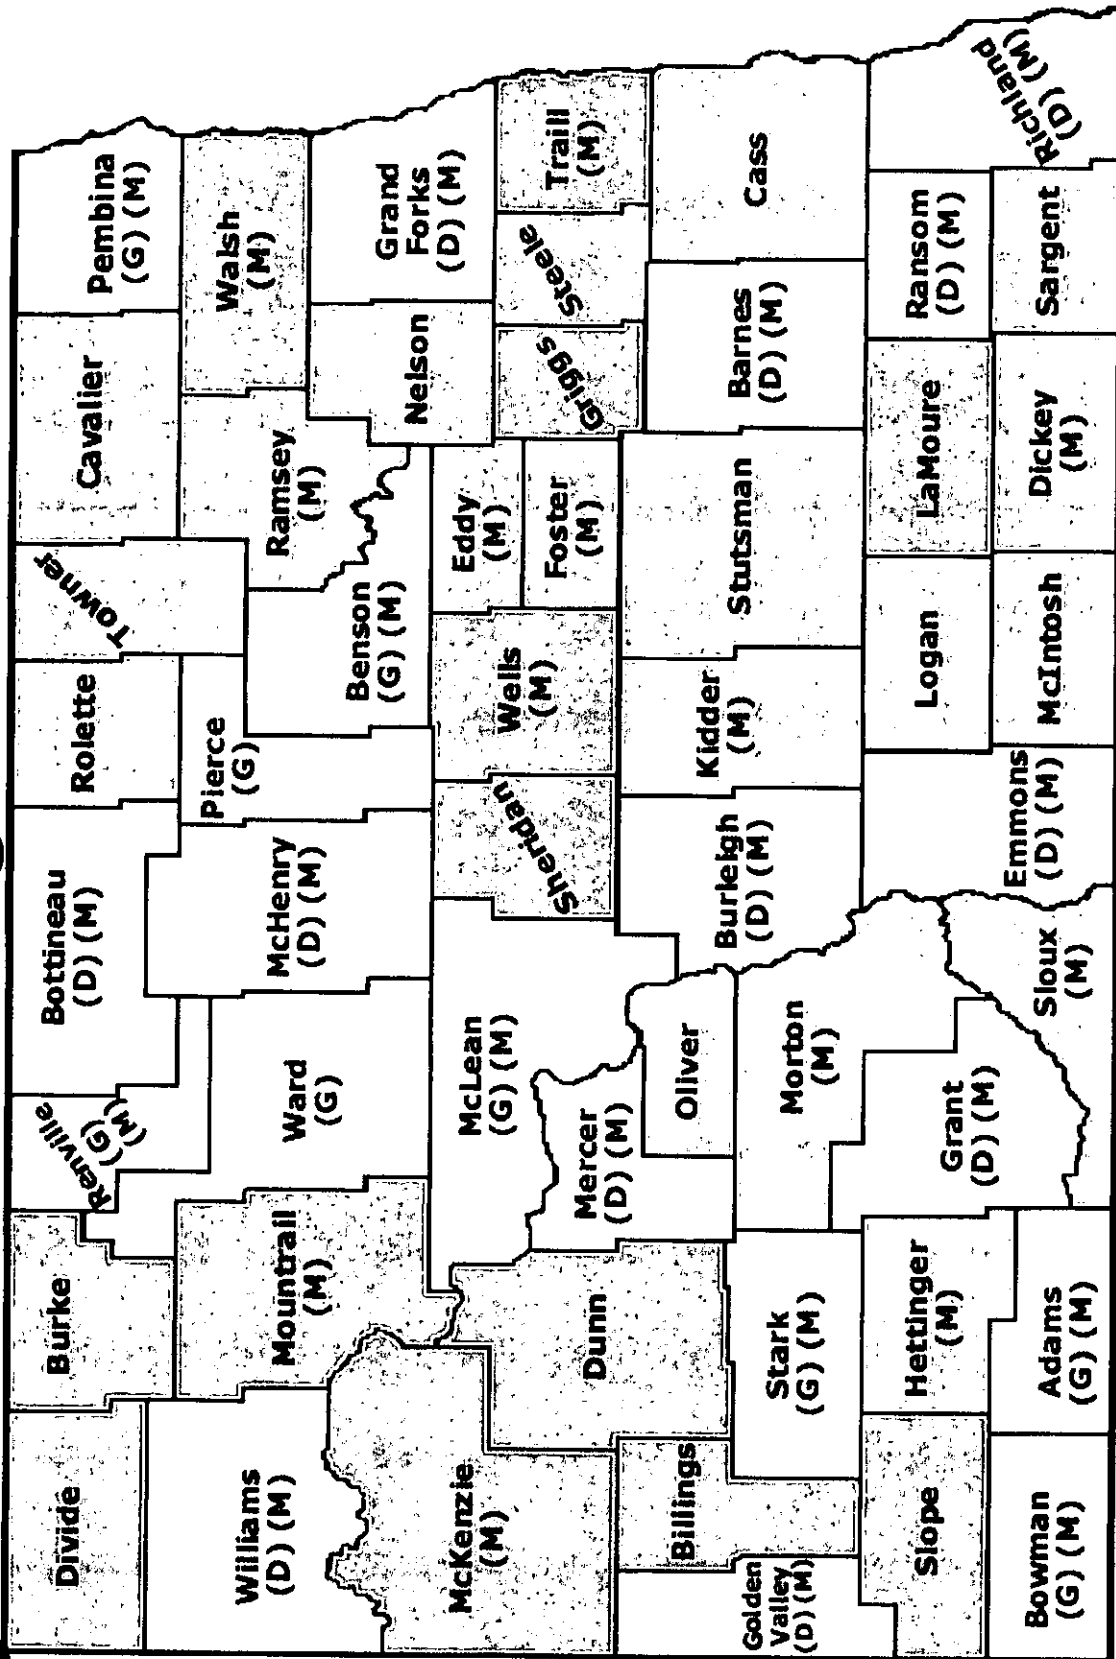 Divide
Burke
Renville
(G)
(M)
Bottineau
(D) (M)
Rolette
Towner
Cavalier
Pembina
(G) (M)
Williams
(D) (M)
Mountrail
(M)
Ward
(G)
McHenry
(D) (M)
Pierce
(G)
Benson
(G) (M)
Ramsey
(M)
Walsh
(M)
Nelson
Grand
Forks
(D) (M)
McKenzie
(M)
Dunn
Mercer
(D) (M)
McLean
(G) (M)
Sheridan
Wells
(M)
Eddy
(M)
Foster
(M)
Griggs
Steele
Traill
(M)
Golden
Valley
(D) (M)
Billings
Stark
(G) (M)
Oliver
Morton
(M)
Burleigh
(D) (M)
Kidder
(M)
Stutsman
Barnes
(D) (M)
Cass
Slope
Hettinger
(M)
Grant
(D) (M)
Logan
LaMoure
Ransom
(D) (M)
Richland
(D) (M)
Bowman
(G) (M)
Adams
(G) (M)
Sioux
(M)
Emmons
(D) (M)
McIntosh
Dickey
(M)
Sargent